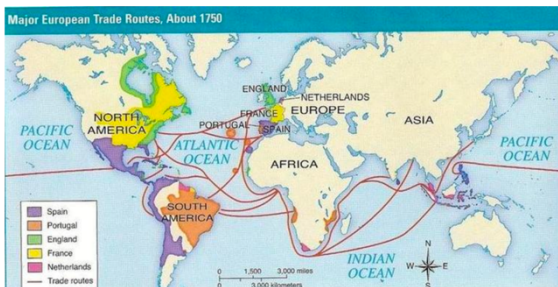 Major European Trade Routes, About 1750
ENGLAND
NETHERLANDS
EUROPE
FRANCE
NORTH
AMERICA
PORTUGAL
SPAIN
ASIA
PACIFIC
OCEAN
ATLANTIC
OCEAN
PACIFIC
OCEAN
AFRICA
SOUTH
AMERICA
Spain
Portugal
England
France
Netherlands
Trade routes
INDIAN
OCEAN
N
W
E
S
0 1,500 3,000 miles
0 3,000 kilometers